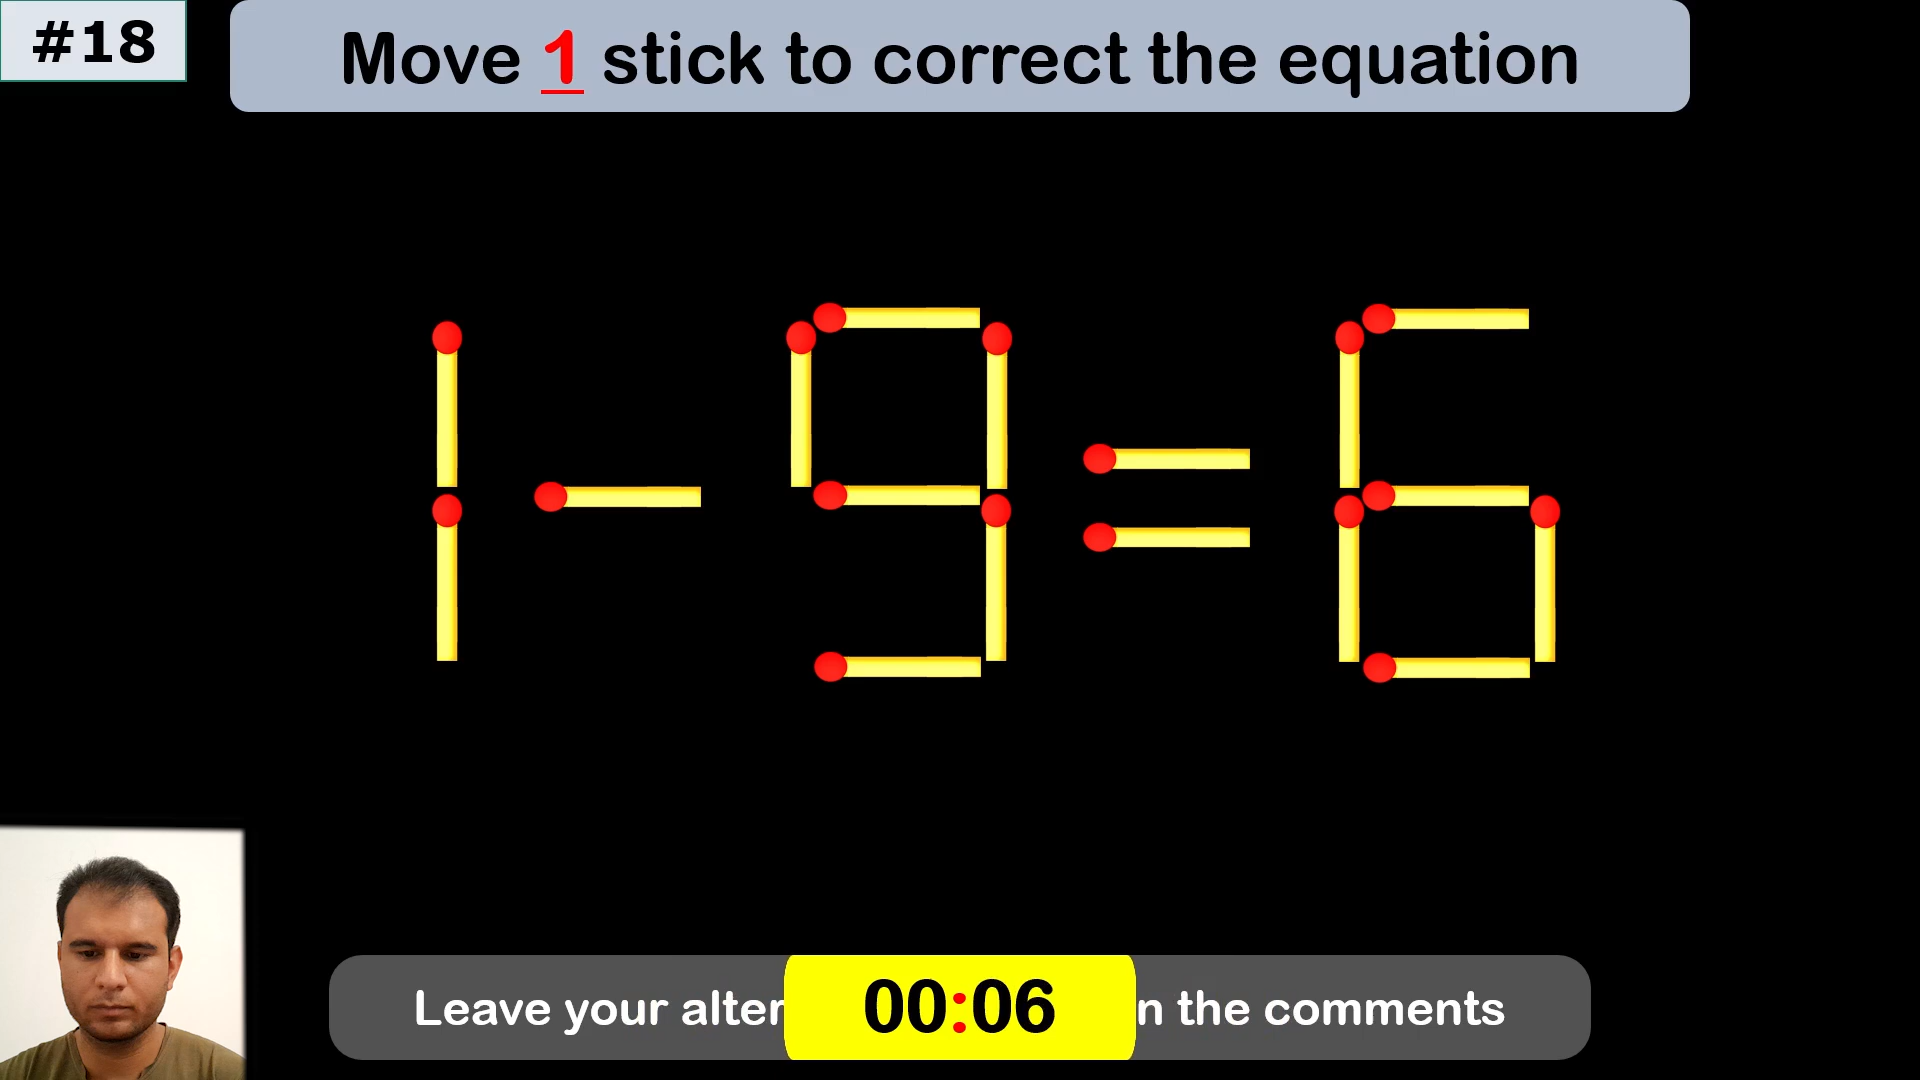 #18
Move 1 stick to correct the equation
1 - 9 = 6
Leave your alter
00:06
n the comments